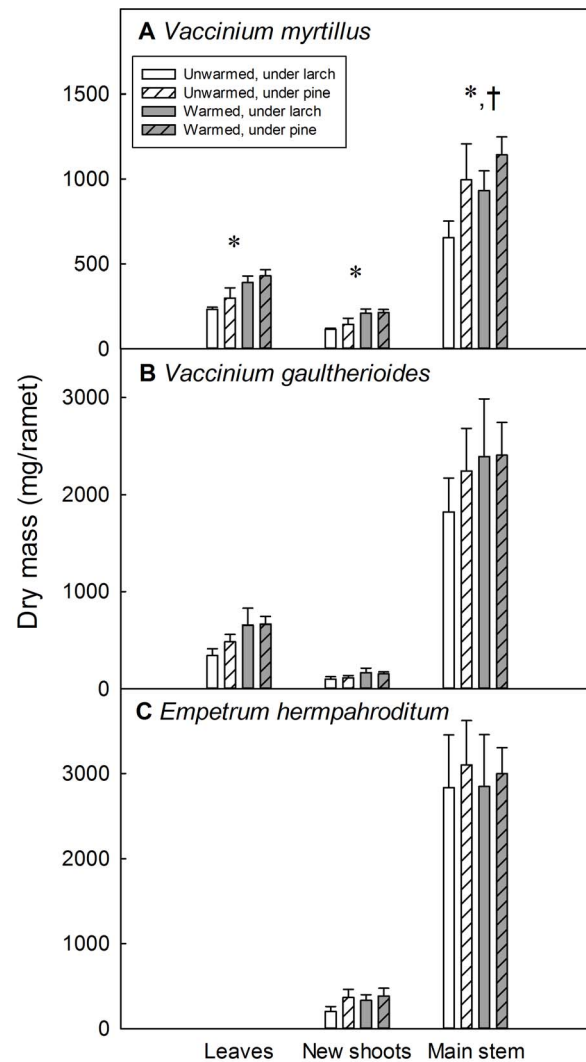 A Vaccinium myrtillus
Unwarmed, under larch
Unwarmed, under pine
Warmed, under larch
Warmed, under pine
1500
1000
500
0
*
*
*,†
B Vaccinium gaultherioides
3000
2000
1000
0
Dry mass (mg/ramet)
C Empetrum hermpahroditum
3000
2000
1000
0
Leaves New shoots Main stem